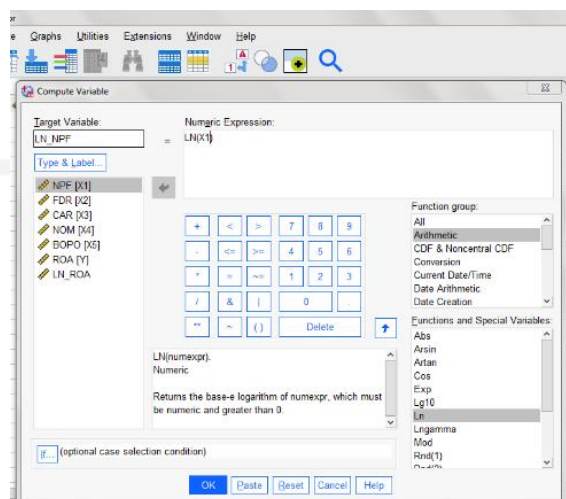 or
e Graphs Utilities Extensions Window Help
Compute Variable
Target Variable:
LN_NPF
Type & Label...
NPF [X1]
FDR [X2]
CAR [X3]
NOM [X4]
BOPO [X5]
ROA [Y]
LN_ROA
=
Numeric Expression:
LN(X1)
+ < > 7 8 9
- <= >= 4 5 6
* = ~= 1 2 3
/ & | 0 .
** ~ ( ) Delete
LN(numexpr).
Numeric
Returns the base-e logarithm of numexpr, which must
be numeric and greater than 0.
Function group:
All
Arithmetic
CDF & Noncentral CDF
Conversion
Current Date/Time
Date Arithmetic
Date Creation
Functions and Special Variables:
Abs
Arsin
Artan
Cos
Exp
Lg10
Ln
Lngamma
Mod
Rnd(1)
If... (optional case selection condition)
OK Paste Reset Cancel Help